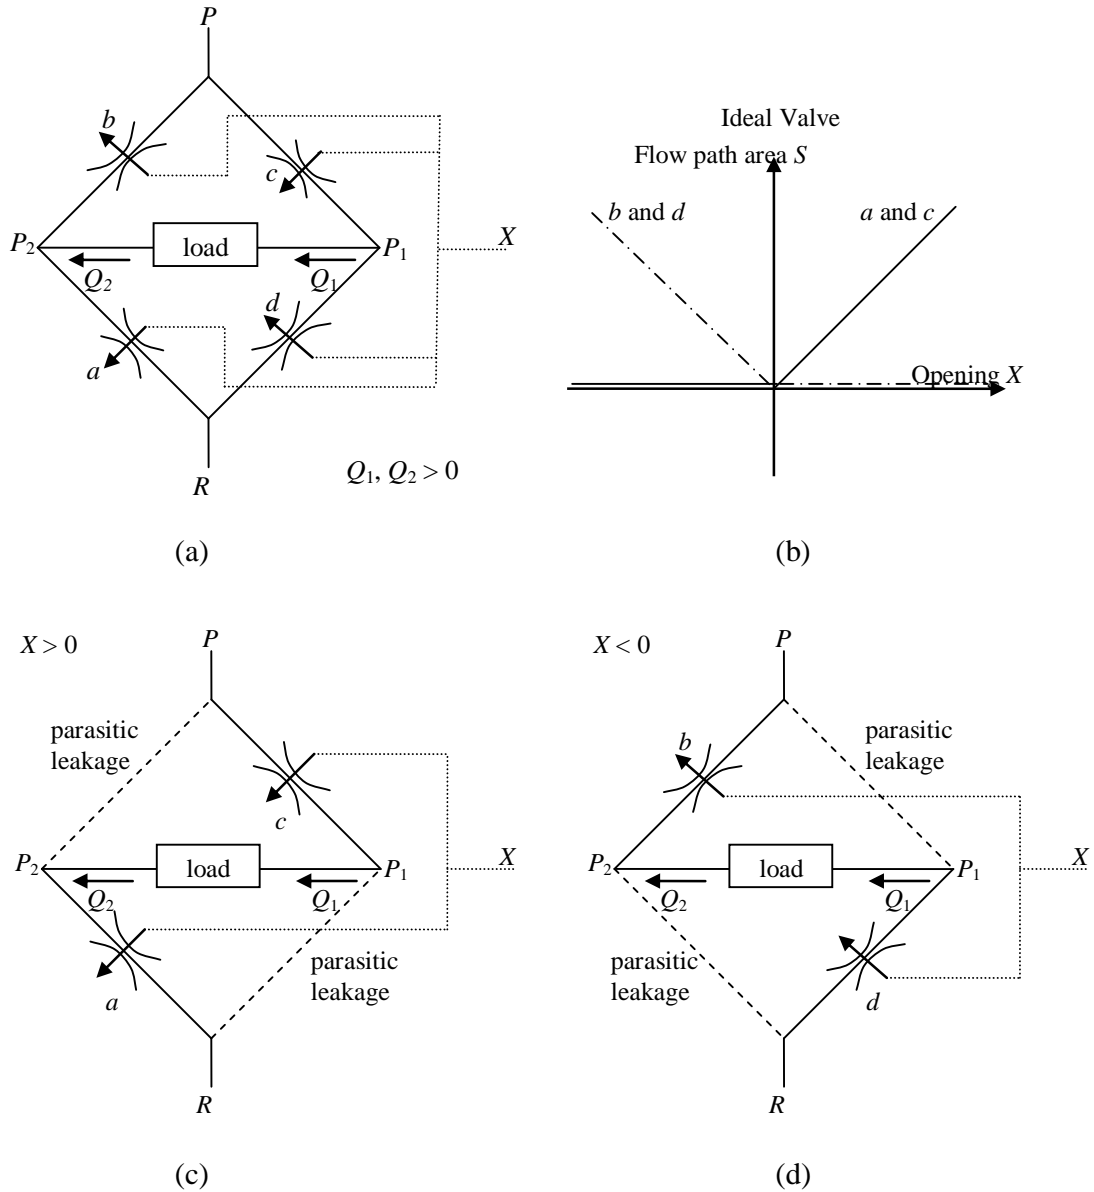 P
b
c
P2
load
P1
X
Q2
Q1
d
a
R
Q1, Q2 > 0
(a)
Ideal Valve
Flow path area S
b and d
a and c
Opening X
(b)
X > 0
P
parasitic
leakage
c
P2
load
P1
X
Q2
Q1
parasitic
leakage
a
R
(c)
X < 0
P
b
parasitic
leakage
P2
load
P1
X
Q2
Q1
parasitic
leakage
d
R
(d)